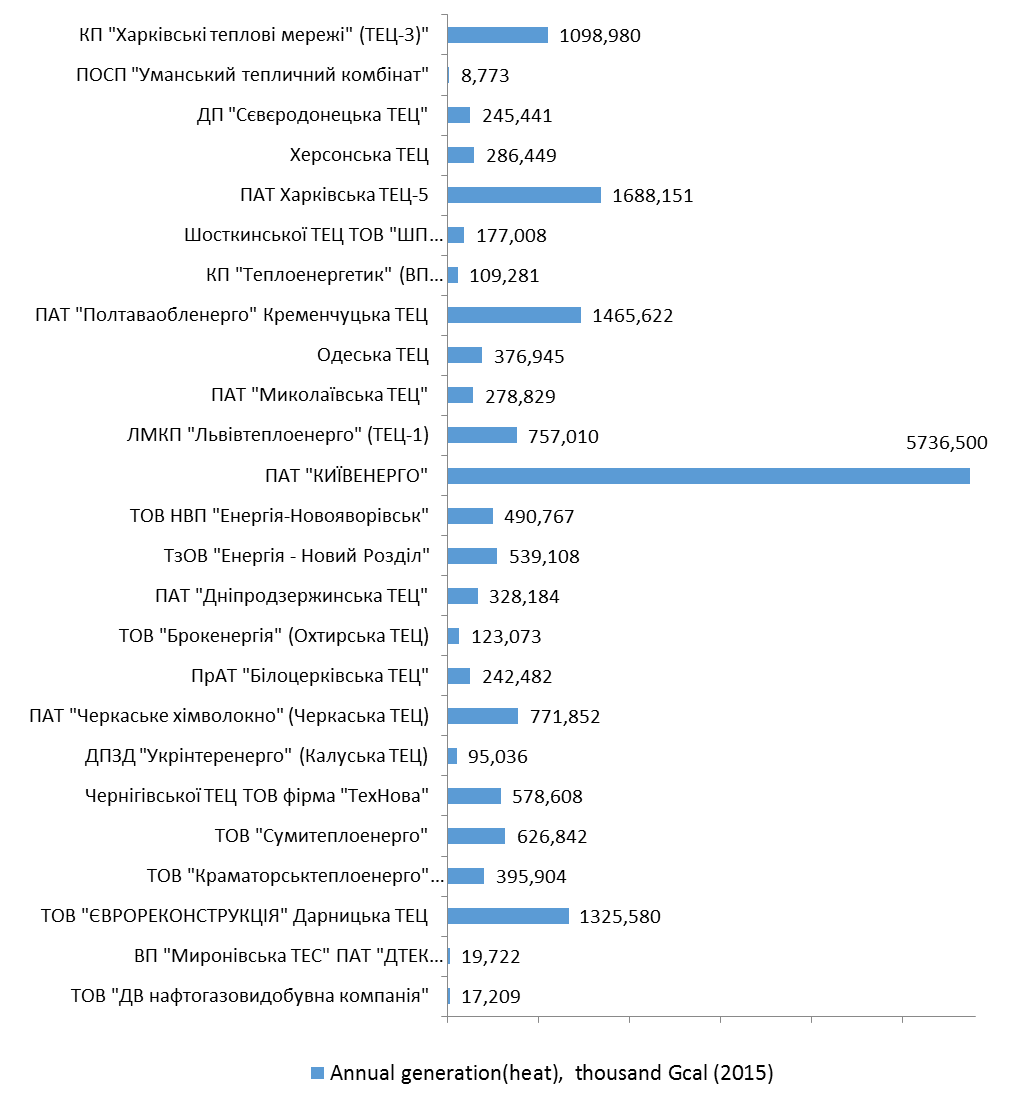 КП "Харківські теплові мережі" (ТЕЦ-3)" 1098,980
ПОСП "Уманський тепличний комбінат" 8,773
ДП "Сєвєродонецька ТЕЦ" 245,441
Херсонська ТЕЦ 286,449
ПАТ Харківська ТЕЦ-5 1688,151
Шосткинської ТЕЦ ТОВ "ШП... 177,008
КП "Теплоенергетик" (ВП... 109,281
ПАТ "Полтаваобленерго" Кременчуцька ТЕЦ 1465,622
Одеська ТЕЦ 376,945
ПАТ "Миколаївська ТЕЦ" 278,829
ЛМКП "Львівтеплоенерго" (ТЕЦ-1) 757,010
ПАТ "КИЇВЕНЕРГО" 5736,500
ТОВ НВП "Енергія-Новояворівськ" 490,767
ТзОВ "Енергія - Новий Розділ" 539,108
ПАТ "Дніпродзержинська ТЕЦ" 328,184
ТОВ "Брокенергія" (Охтирська ТЕЦ) 123,073
ПрАТ "Білоцерківська ТЕЦ" 242,482
ПАТ "Черкаське хімволокно" (Черкаська ТЕЦ) 771,852
ДПЗД "Укрінтеренерго" (Калуська ТЕЦ) 95,036
Чернігівської ТЕЦ ТОВ фірма "ТехНова" 578,608
ТОВ "Сумитеплоенерго" 626,842
ТОВ "Краматорськтеплоенерго"... 395,904
ТОВ "ЄВРОРЕКОНСТРУКЦІЯ" Дарницька ТЕЦ 1325,580
ВП "Миронівська ТЕС" ПАТ "ДТЕК... 19,722
ТОВ "ДВ нафтогазовидобувна компанія" 17,209
Annual generation(heat), thousand Gcal (2015)